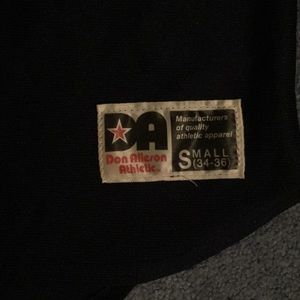 DA
Manufacturers
of quality
athletic apparel
Don Alleson
Athletic
SMALL
(34-36)